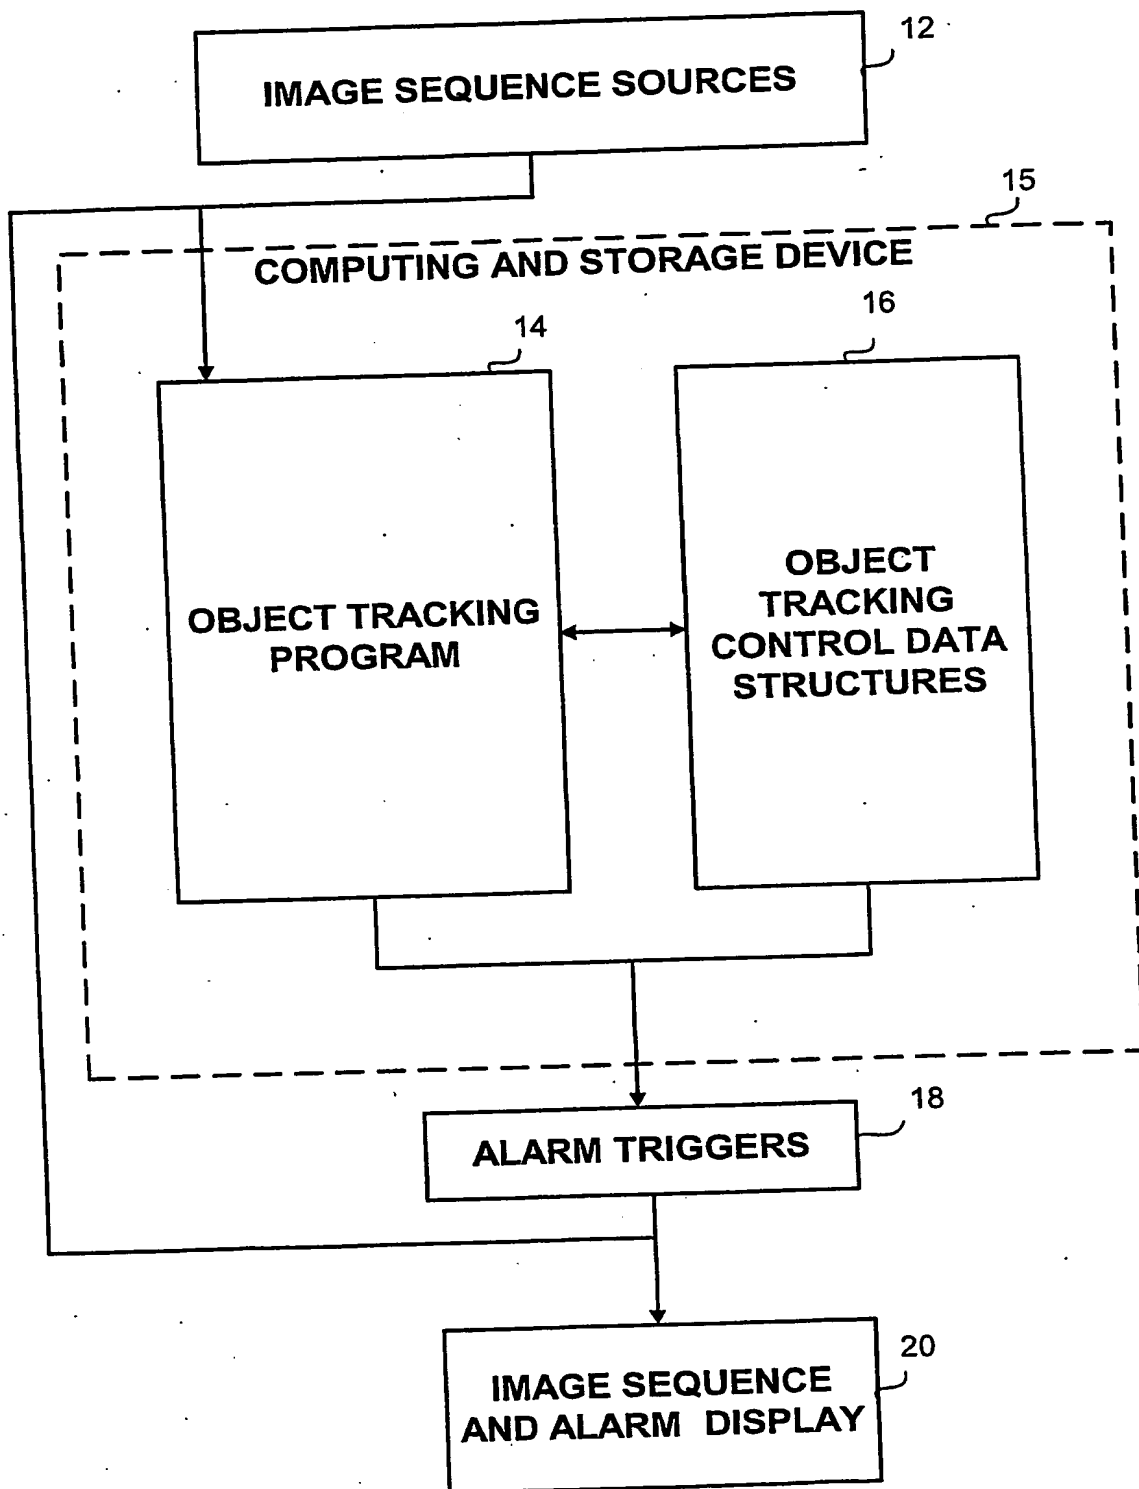 12
IMAGE SEQUENCE SOURCES
15
COMPUTING AND STORAGE DEVICE
14
16
OBJECT TRACKING
PROGRAM
OBJECT
TRACKING
CONTROL DATA
STRUCTURES
18
ALARM TRIGGERS
20
IMAGE SEQUENCE
AND ALARM DISPLAY